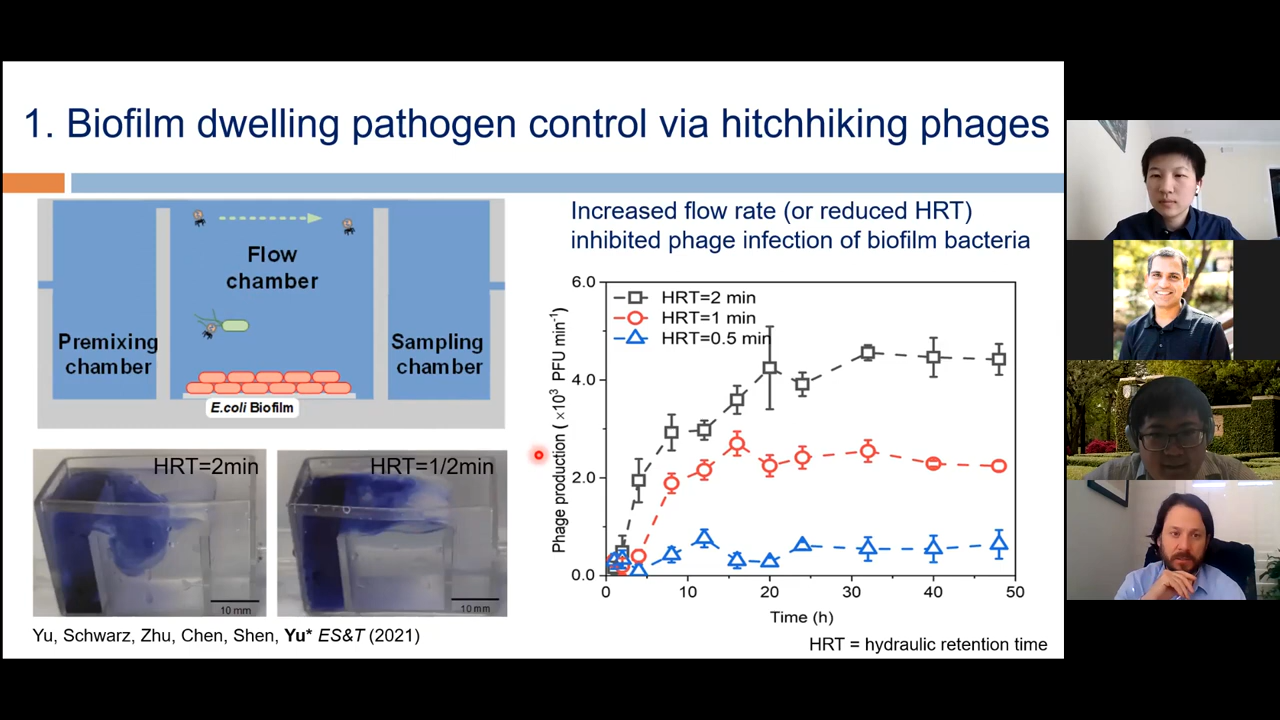 1. Biofilm dwelling pathogen control via hitchhiking phages
Flow
chamber
Premixing
chamber
Sampling
chamber
E.coli Biofilm
HRT=2min
10 mm
HRT=1/2min
10 mm
Yu, Schwarz, Zhu, Chen, Shen, Yu* ES&T (2021)
Increased flow rate (or reduced HRT)
inhibited phage infection of biofilm bacteria
HRT=2 min
HRT=1 min
HRT=0.5 min
Phage production (×10³ PFU min⁻¹)
6.0
4.0
2.0
0.0
0
10
20
30
40
50
Time (h)
HRT = hydraulic retention time